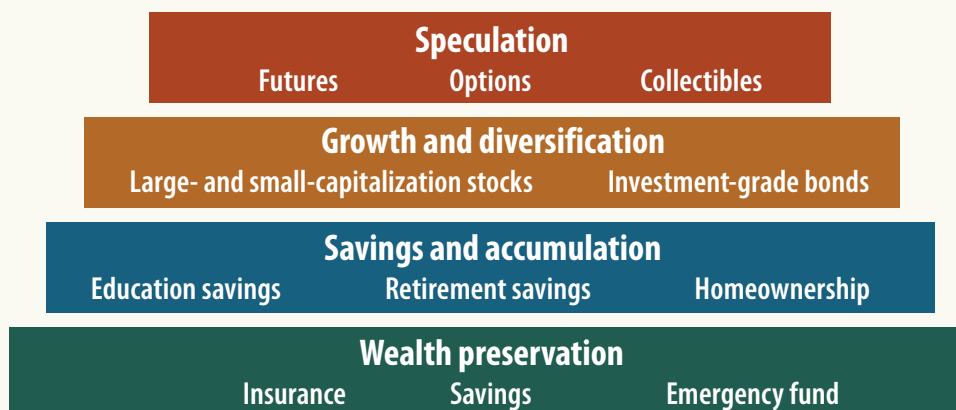 Speculation
Futures Options Collectibles
Growth and diversification
Large- and small-capitalization stocks Investment-grade bonds
Savings and accumulation
Education savings Retirement savings Homeownership
Wealth preservation
Insurance Savings Emergency fund